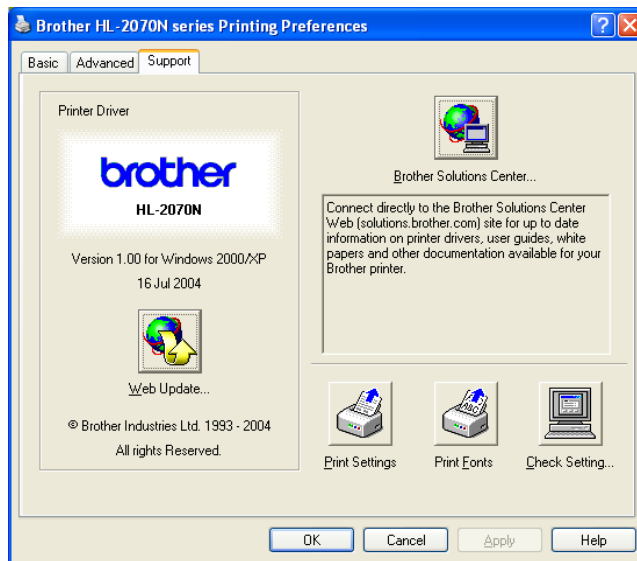 Brother HL-2070N series Printing Preferences
Basic
Advanced
Support
Printer Driver
brother
HL-2070N
Version 1.00 for Windows 2000/XP
16 Jul 2004
Web Update...
© Brother Industries Ltd. 1993 - 2004
All rights Reserved.
Brother Solutions Center...
Connect directly to the Brother Solutions Center
Web (solutions.brother.com) site for up to date
information on printer drivers, user guides, white
papers and other documentation available for your
Brother printer.
Print Settings
Print Fonts
Check Setting...
OK
Cancel
Apply
Help